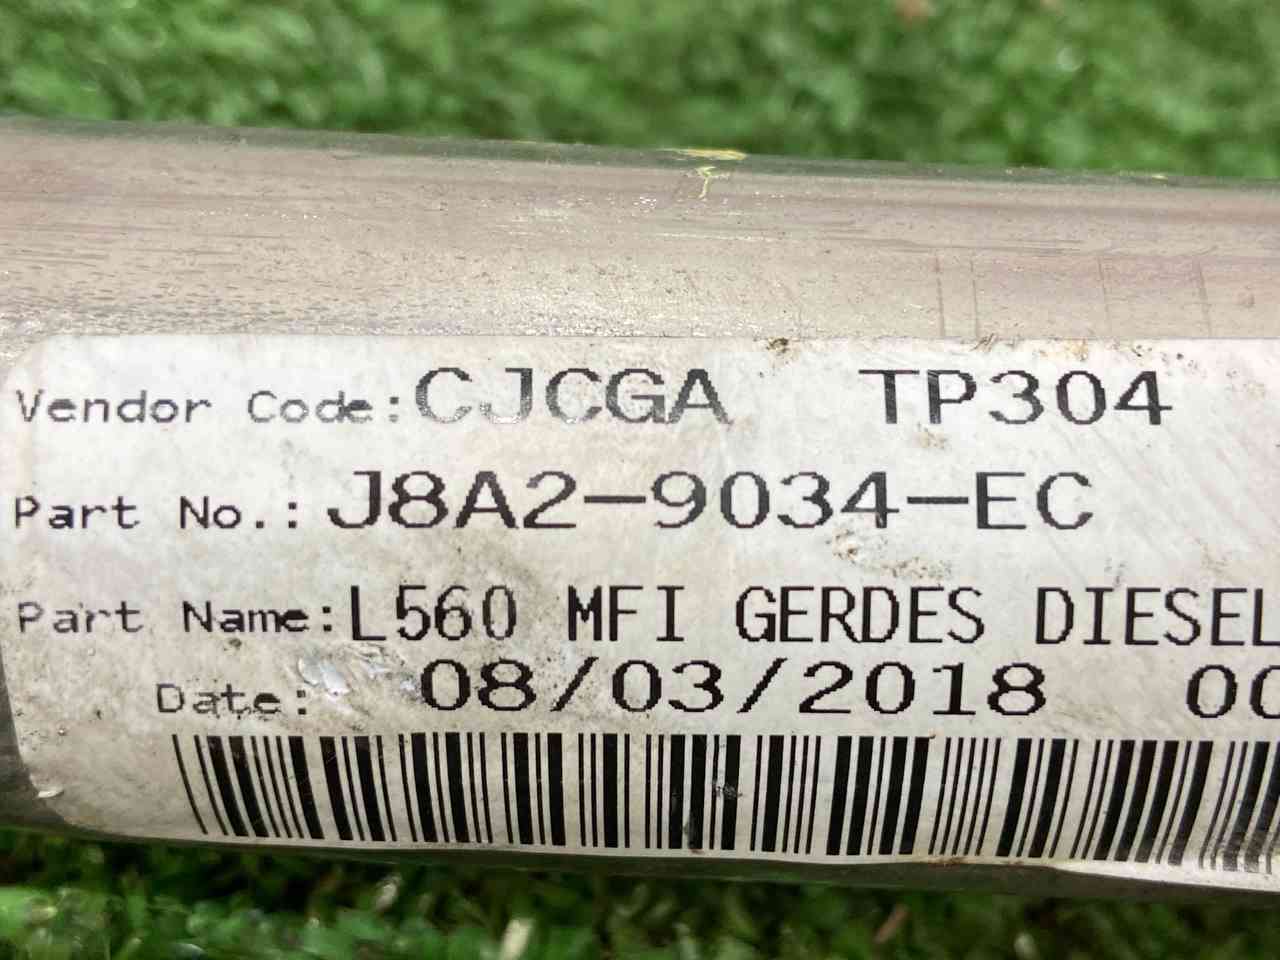 Vendor Code:CJCGA TP304
Part No.:J8A2-9034-EC
Part Name:L560 MFI GERDES DIESEL
Date: 08/03/2018